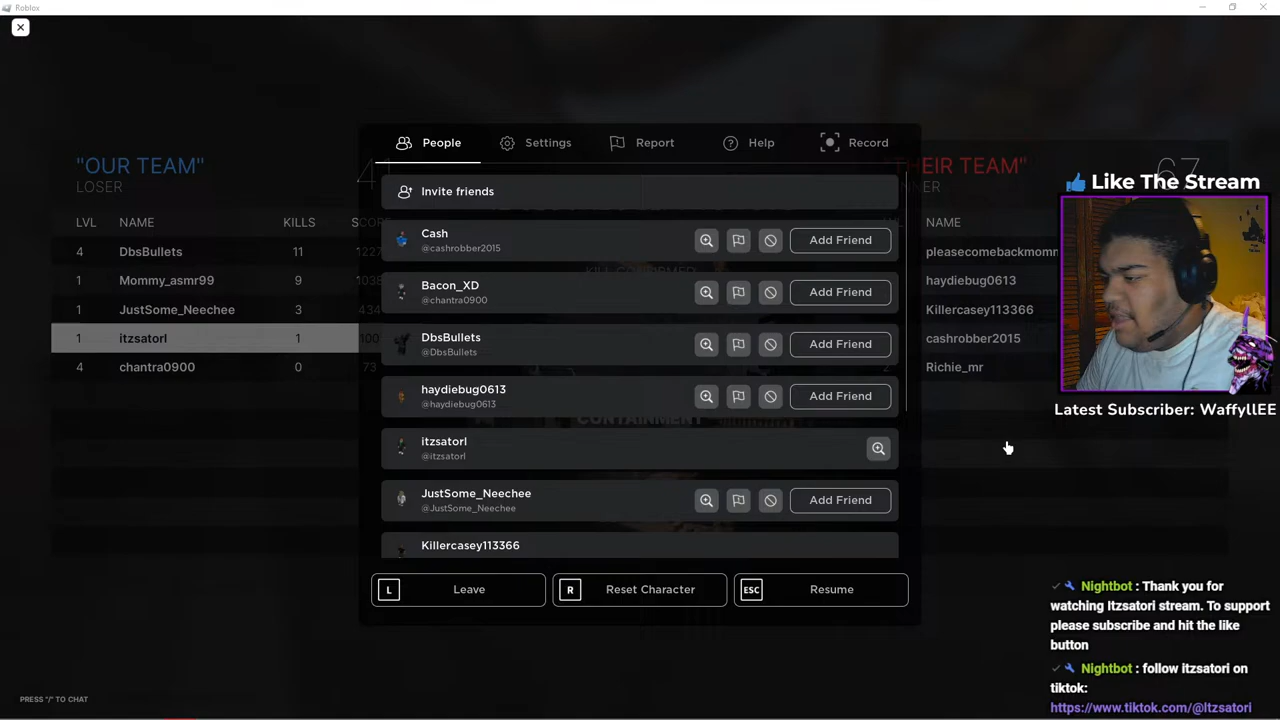 Roblox
People
Settings
Report
Help
Record
"OUR TEAM"
LOSER
LVL NAME KILLS
4 DbsBullets 11
1 Mommy_asmr99 9
1 JustSome_Neechee 3
1 itzsatorI 1
4 chantra0900 0
Invite friends
Cash
@cashrobber2015
Add Friend
Bacon_XD
@chantra0900
Add Friend
DbsBullets
@DbsBullets
Add Friend
haydiebug0613
@haydiebug0613
Add Friend
CONTAINMENT
itzsatorI
@itzsatorI
JustSome_Neechee
@JustSome_Neechee
Add Friend
Killercasey113366
L Leave
R Reset Character
ESC Resume
TEAM"
67
NAME
pleasecomebackmomm
haydiebug0613
Killercasey113366
cashrobber2015
Richie_mr
Like The Stream
Latest Subscriber: WaffyllEE
Nightbot : Thank you for
watching Itzsatori stream. To support
please subscribe and hit the like
button
Nightbot : follow itzsatori on
tiktok:
https://www.tiktok.com/@Itzsatori
PRESS "/" TO CHAT